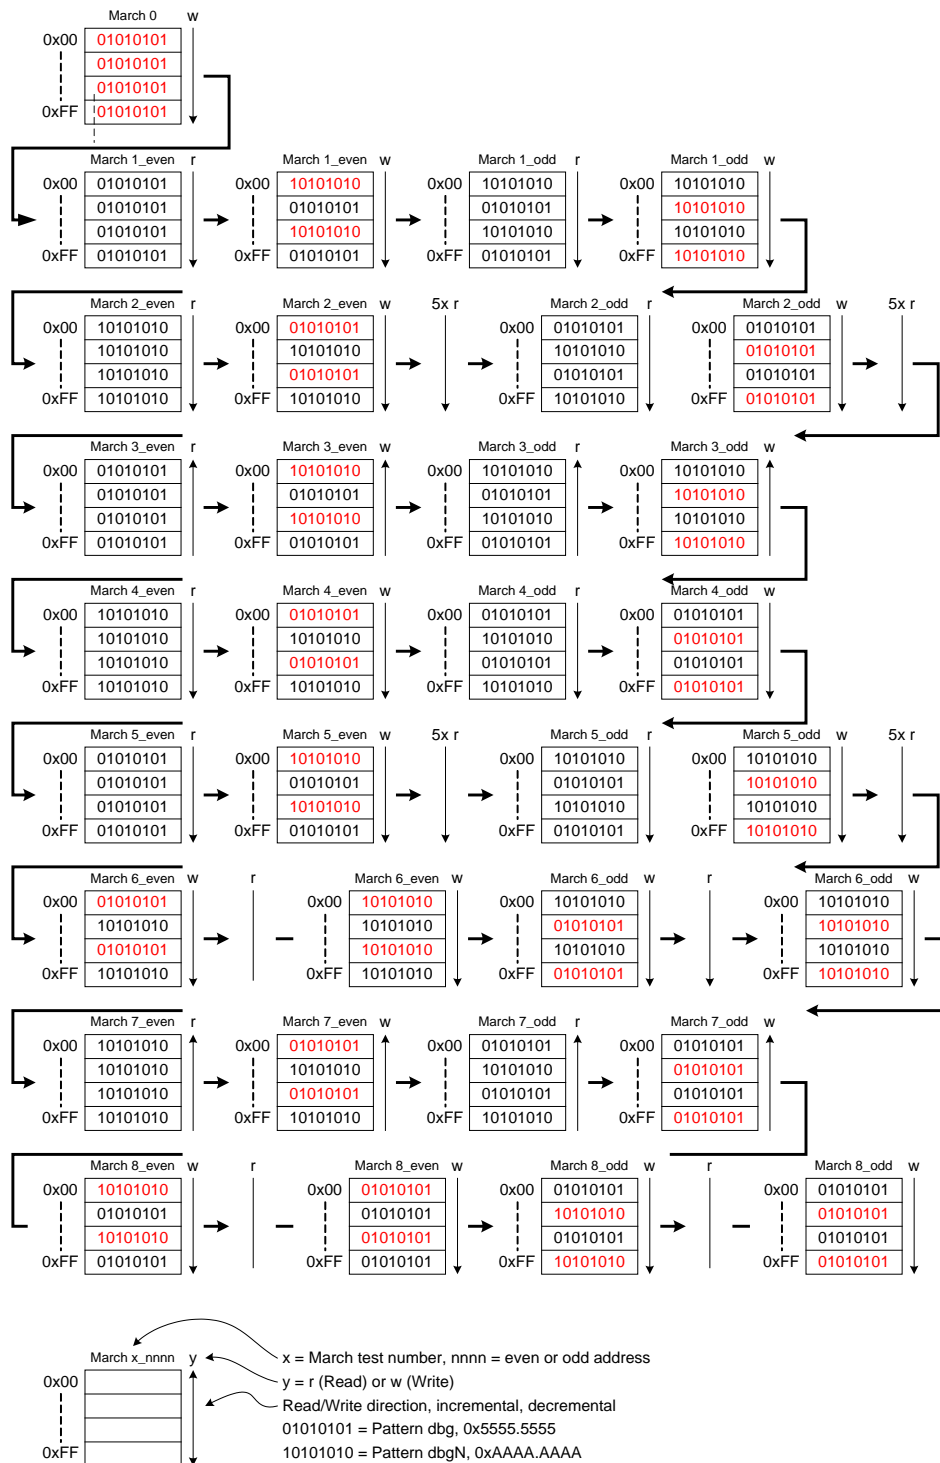 March 0 w
0x00 01010101
01010101
01010101
0xFF 01010101
March 1_even r March 1_even w March 1_odd r March 1_odd w
0x00 01010101 0x00 10101010 0x00 10101010 0x00 10101010
01010101 01010101 01010101 10101010
01010101 10101010 10101010 10101010
0xFF 01010101 0xFF 01010101 0xFF 01010101 0xFF 10101010
March 2_even r March 2_even w 5x r March 2_odd r March 2_odd w 5x r
0x00 10101010 0x00 01010101 0x00 01010101 0x00 01010101
10101010 10101010 10101010 01010101
10101010 01010101 01010101 01010101
0xFF 10101010 0xFF 10101010 0xFF 10101010 0xFF 01010101
March 3_even r March 3_even w March 3_odd r March 3_odd w
0x00 01010101 0x00 10101010 0x00 10101010 0x00 10101010
01010101 01010101 01010101 10101010
01010101 10101010 10101010 10101010
0xFF 01010101 0xFF 01010101 0xFF 01010101 0xFF 10101010
March 4_even r March 4_even w March 4_odd r March 4_odd w
0x00 10101010 0x00 01010101 0x00 01010101 0x00 01010101
10101010 10101010 10101010 01010101
10101010 01010101 01010101 01010101
0xFF 10101010 0xFF 10101010 0xFF 10101010 0xFF 01010101
March 5_even r March 5_even w 5x r March 5_odd r March 5_odd w 5x r
0x00 01010101 0x00 10101010 0x00 10101010 0x00 10101010
01010101 01010101 01010101 10101010
01010101 10101010 10101010 10101010
0xFF 01010101 0xFF 01010101 0xFF 01010101 0xFF 10101010
March 6_even w r March 6_even w March 6_odd w r March 6_odd w
0x00 01010101 0x00 10101010 0x00 10101010 0x00 10101010
10101010 10101010 01010101 10101010
01010101 10101010 10101010 10101010
0xFF 10101010 0xFF 10101010 0xFF 01010101 0xFF 10101010
March 7_even r March 7_even w March 7_odd r March 7_odd w
0x00 10101010 0x00 01010101 0x00 01010101 0x00 01010101
10101010 10101010 10101010 01010101
10101010 01010101 01010101 01010101
0xFF 10101010 0xFF 10101010 0xFF 10101010 0xFF 01010101
March 8_even w r March 8_even w March 8_odd w r March 8_odd w
0x00 10101010 0x00 01010101 0x00 01010101 0x00 01010101
01010101 01010101 10101010 01010101
10101010 01010101 01010101 01010101
0xFF 01010101 0xFF 01010101 0xFF 10101010 0xFF 01010101
March x_nnnn y x = March test number, nnnn = even or odd address
0x00 y = r (Read) or w (Write)
Read/Write direction, incremental, decremental
01010101 = Pattern dbg, 0x5555.5555
0xFF 10101010 = Pattern dbgN, 0xAAAA.AAAA